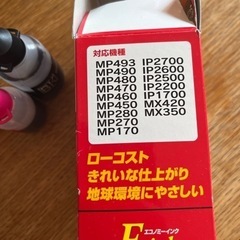 対応機種
MP493 IP2700
MP490 IP2600
MP480 IP2500
MP470 IP2200
MP460 IP1700
MP450 MX420
MP280 MX350
MP270
MP170
ローコスト
きれいな仕上がり
地球環境にやさしい
エコノミーインク